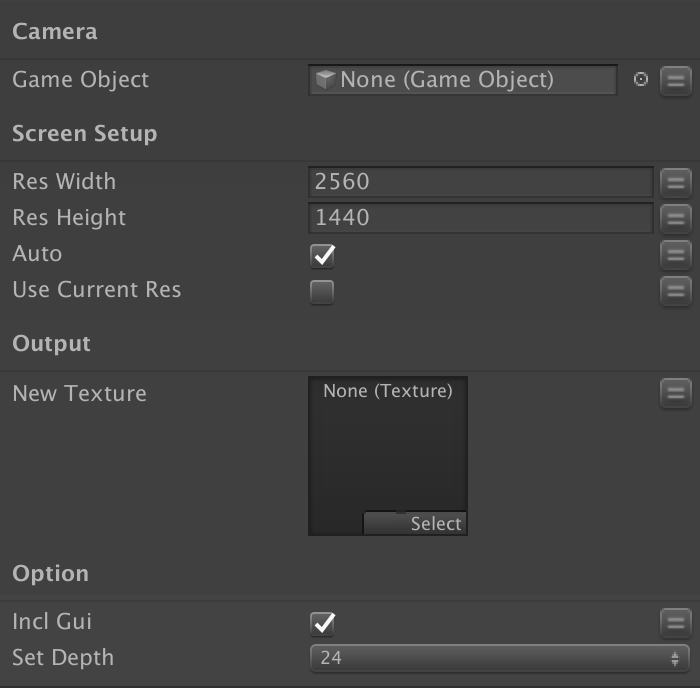 Camera
Game Object None (Game Object)
Screen Setup
Res Width 2560
Res Height 1440
Auto
Use Current Res
Output
New Texture None (Texture)
Select
Option
Incl Gui
Set Depth 24